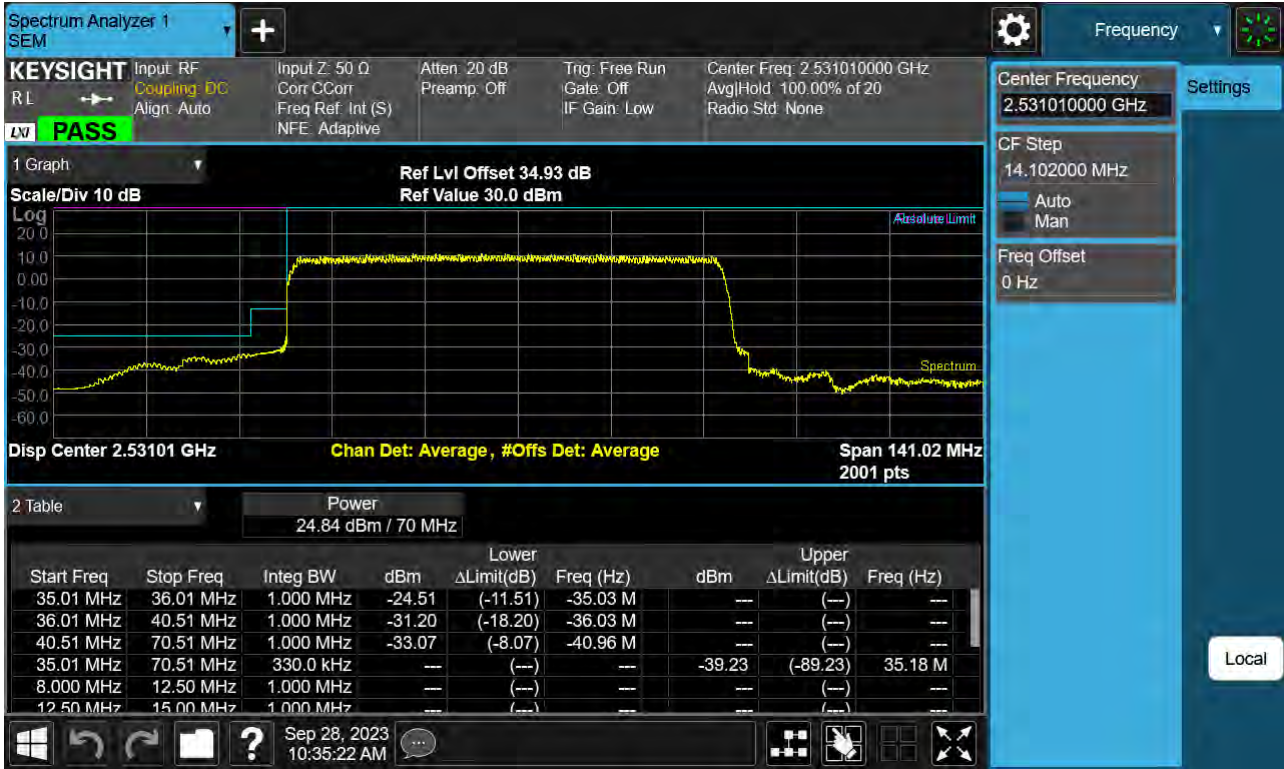 Spectrum Analyzer 1
SEM
Frequency
KEYSIGHT
Input: RF
Coupling: DC
Align: Auto
Input Z: 50 Ω
Corr CCorr
Freq Ref: Int (S)
NFE: Adaptive
Atten: 20 dB
Preamp: Off
Trig: Free Run
Gate: Off
IF Gain: Low
Center Freq: 2.531010000 GHz
Avg|Hold: 100.00% of 20
Radio Std: None
R L
LXI
PASS
Center Frequency
2.531010000 GHz
Settings
CF Step
14.102000 MHz
Auto
Man
Freq Offset
0 Hz
Local
1 Graph
Ref Lvl Offset 34.93 dB
Scale/Div 10 dB
Ref Value 30.0 dBm
Log
Absolute Limit
20.0
10.0
0.00
-10.0
-20.0
-30.0
-40.0
-50.0
-60.0
Spectrum
Disp Center 2.53101 GHz
Chan Det: Average, #Offs Det: Average
Span 141.02 MHz
2001 pts
2 Table
Power
24.84 dBm / 70 MHz
Lower Upper
Start Freq Stop Freq Integ BW dBm ΔLimit(dB) Freq (Hz) dBm ΔLimit(dB) Freq (Hz)
35.01 MHz 36.01 MHz 1.000 MHz -24.51 (-11.51) -35.03 M --- (---) ---
36.01 MHz 40.51 MHz 1.000 MHz -31.20 (-18.20) -36.03 M --- (---) ---
40.51 MHz 70.51 MHz 1.000 MHz -33.07 (-8.07) -40.96 M --- (---) ---
35.01 MHz 70.51 MHz 330.0 kHz --- (---) --- -39.23 (-89.23) 35.18 M
8.000 MHz 12.50 MHz 1.000 MHz --- (---) --- --- (---) ---
12.50 MHz 15.00 MHz 1.000 MHz --- (---) --- --- (---) ---
?
Sep 28, 2023
10:35:22 AM